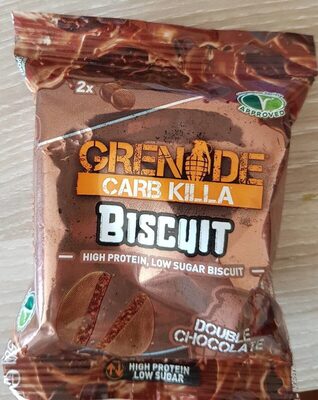 2x
APPROVED
GRENADE
CARB KILLA
BISCUIT
HIGH PROTEIN, LOW SUGAR BISCUIT
DOUBLE
CHOCOLATE
HIGH PROTEIN
LOW SUGAR